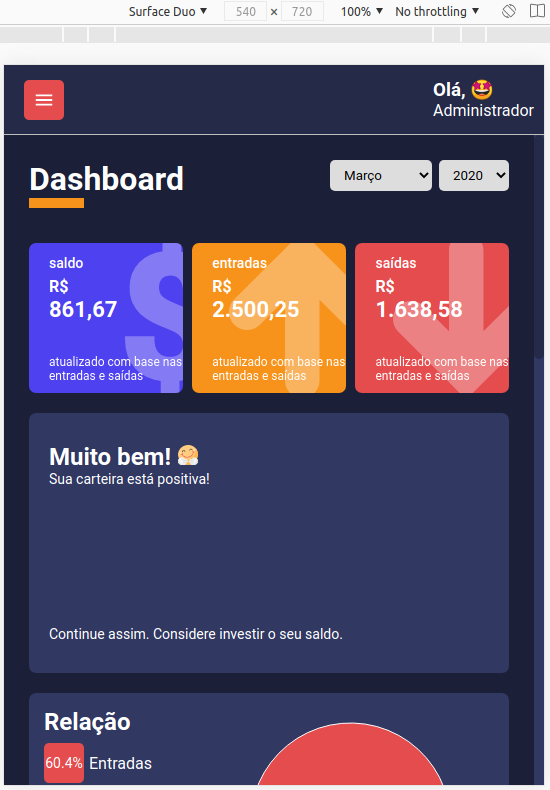 Surface Duo ▼ 540 × 720 100% ▼ No throttling ▼
Olá, 🤩
Administrador
Dashboard
Março 2020
saldo
R$
861,67
atualizado com base nas
entradas e saídas
entradas
R$
2.500,25
atualizado com base nas
entradas e saídas
saídas
R$
1.638,58
atualizado com base nas
entradas e saídas
Muito bem! 🤗
Sua carteira está positiva!
Continue assim. Considere investir o seu saldo.
Relação
60.4% Entradas